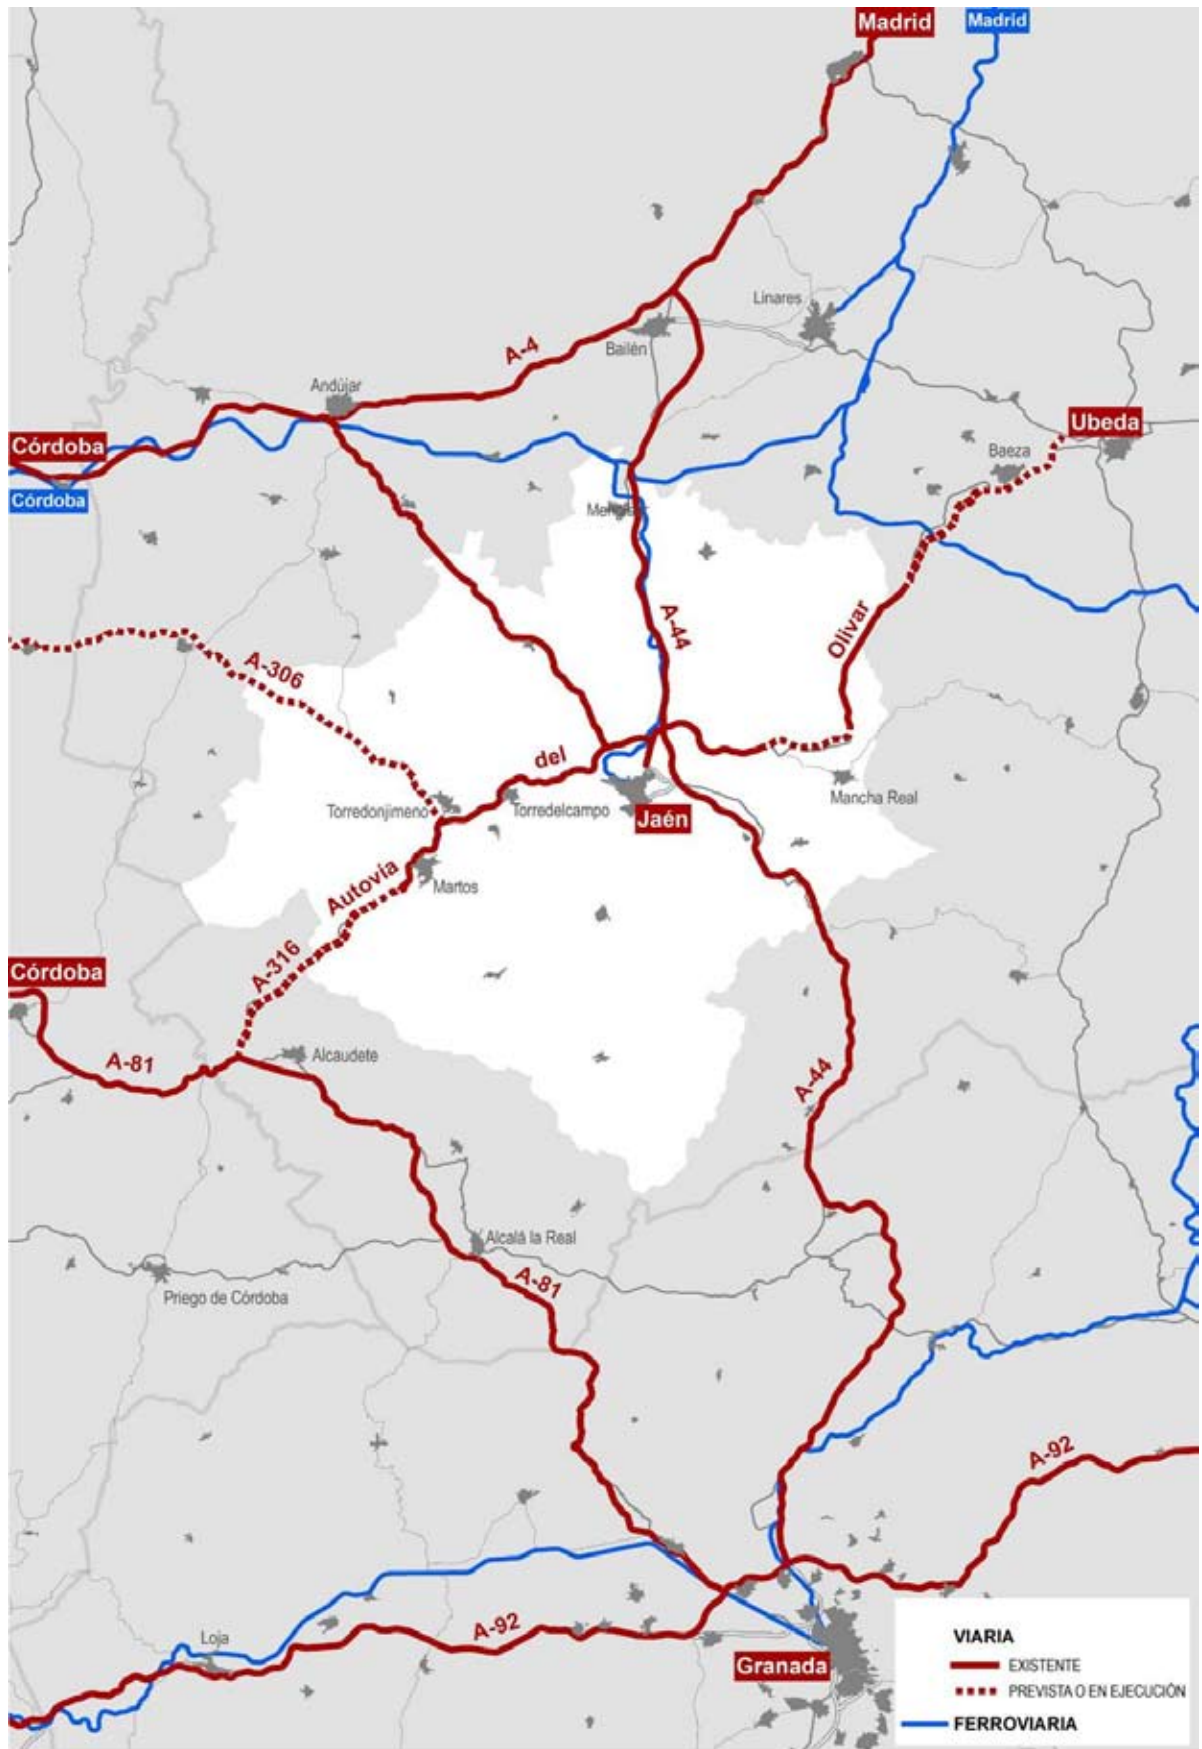 Madrid
Madrid
Linares
Bailén
A-4
Andújar
Córdoba
Córdoba
Ubeda
Baeza
A-44
Olivar
A-306
del
Torredonjimeno
Torredelcampo
Jaén
Mancha Real
Autovía
Martos
A-316
Córdoba
A-81
Alcaudete
A-44
Alcalá la Real
A-81
Priego de Córdoba
A-92
A-92
Loja
Granada
VIARIA
EXISTENTE
PREVISTA O EN EJECUCIÓN
FERROVIARIA